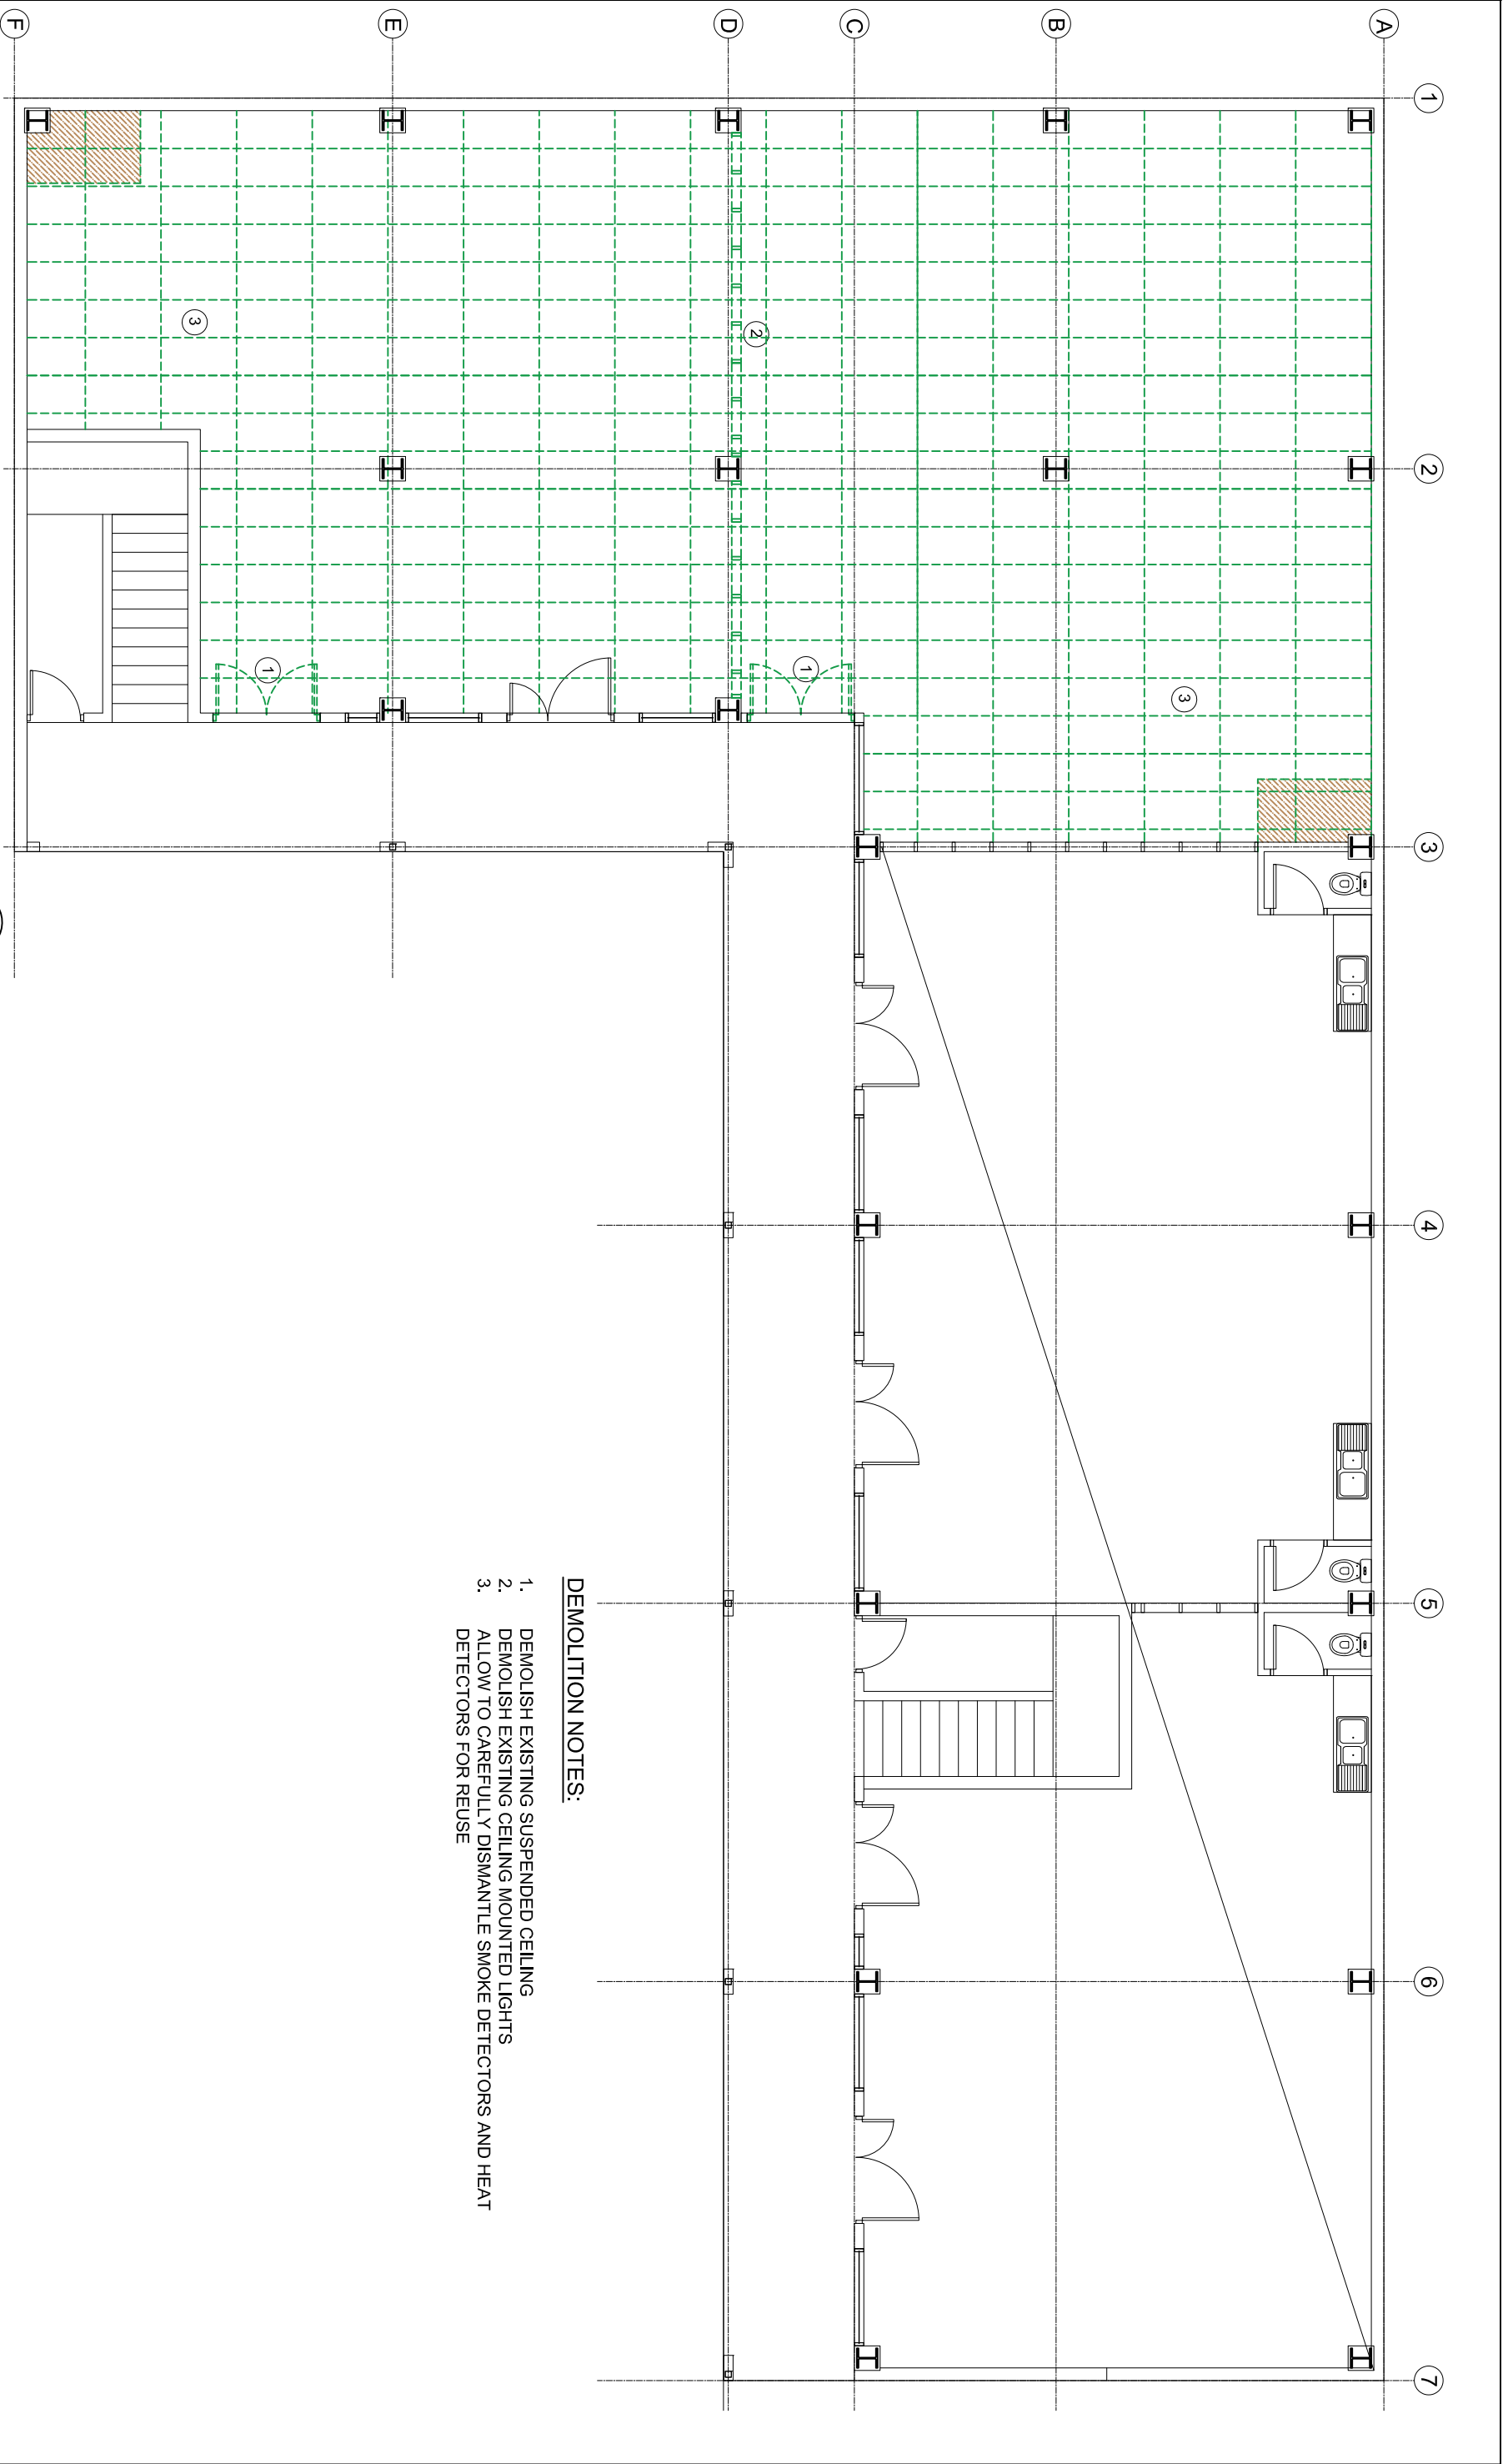 1
2
3
4
5
6
7
A
B
C
D
E
F
3
2
1
1
3
DEMOLITION NOTES:
1. DEMOLISH EXISTING SUSPENDED CEILING
2. DEMOLISH EXISTING CEILING MOUNTED LIGHTS
3. ALLOW TO CAREFULLY DISMANTLE SMOKE DETECTORS AND HEAT
DETECTORS FOR REUSE